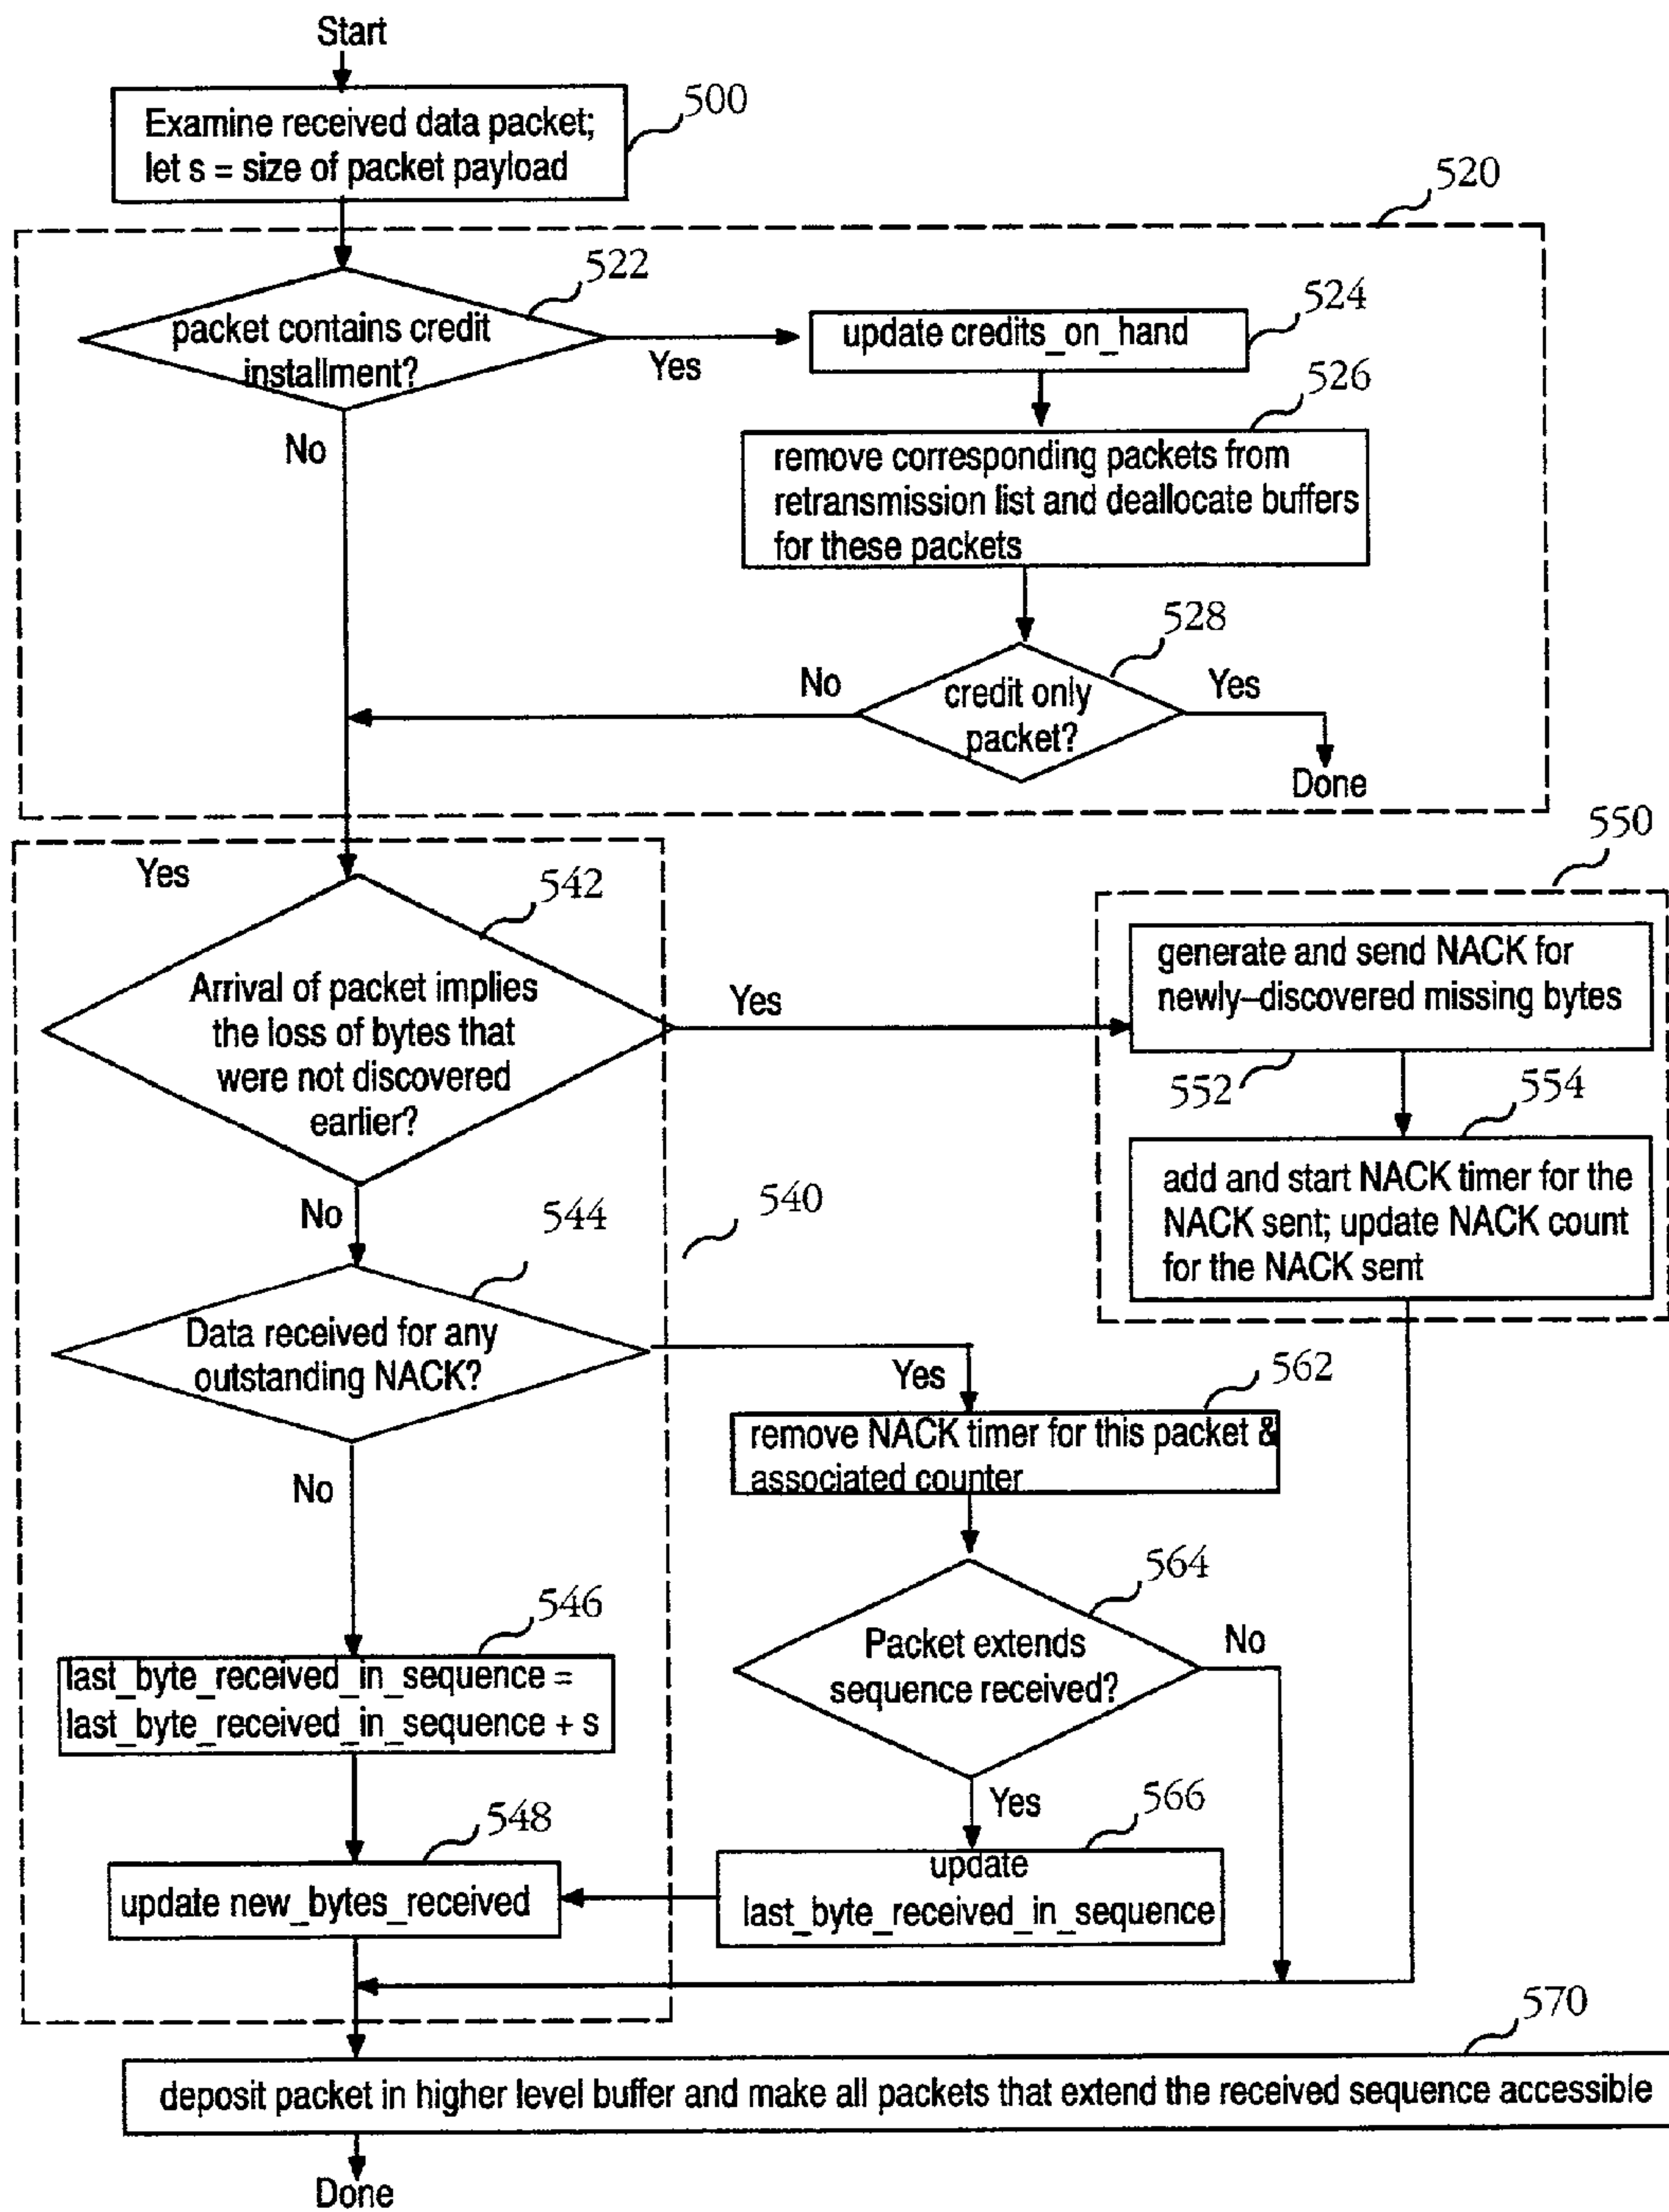 Start
500
Examine received data packet;
let s = size of packet payload
520
522
packet contains credit
installment?
Yes
No
524
update credits_on_hand
526
remove corresponding packets from
retransmission list and deallocate buffers
for these packets
528
credit only
packet?
No
Yes
Done
Yes
542
Arrival of packet implies
the loss of bytes that
were not discovered
earlier?
Yes
No
550
generate and send NACK for
newly–discovered missing bytes
552
554
add and start NACK timer for the
NACK sent; update NACK count
for the NACK sent
540
544
Data received for any
outstanding NACK?
Yes
No
562
remove NACK timer for this packet &
associated counter
564
Packet extends
sequence received?
No
Yes
546
last_byte_received_in_sequence =
last_byte_received_in_sequence + s
548
update new_bytes_received
566
update
last_byte_received_in_sequence
570
deposit packet in higher level buffer and make all packets that extend the received sequence accessible
Done